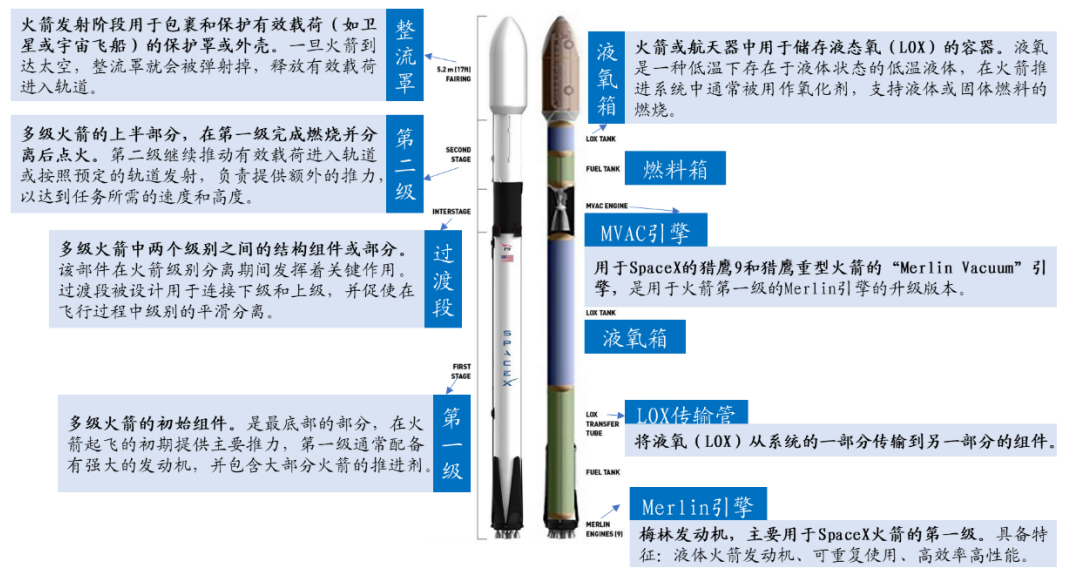 火箭发射阶段用于包裹和保护有效载荷（如卫
星或宇宙飞船）的保护罩或外壳。一旦火箭到
达太空，整流罩就会被弹射掉，释放有效载荷
进入轨道。
整流罩
5.2 m (17ft)
FAIRING
多级火箭的上半部分，在第一级完成燃烧并分
离后点火。第二级继续推动有效载荷进入轨道
或按照预定的轨道发射，负责提供额外的推力，
以达到任务所需的速度和高度。
第二级
SECOND
STAGE
INTERSTAGE
多级火箭中两个级别之间的结构组件或部分。
该部件在火箭级别分离期间发挥着关键作用。
过渡段被设计用于连接下级和上级，并促使在
飞行过程中级别的平滑分离。
过渡段
FIRST
STAGE
多级火箭的初始组件。是最底部的部分，在火
箭起飞的初期提供主要推力，第一级通常配备
有强大的发动机，并包含大部分火箭的推进剂。
第一级
SPACEX
液氧箱
火箭或航天器中用于储存液态氧（LOX）的容器。液氧
是一种低温下存在于液体状态的低温液体，在火箭推
进系统中通常被用作氧化剂，支持液体或固体燃料的
燃烧。
LOX TANK
FUEL TANK
燃料箱
MVAC ENGINE
MVAC引擎
用于SpaceX的猎鹰9和猎鹰重型火箭的“Merlin Vacuum”引
擎，是用于火箭第一级的Merlin引擎的升级版本。
LOX TANK
液氧箱
LOX
TRANSFER
TUBE
LOX传输管
将液氧（LOX）从系统的一部分传输到另一部分的组件。
FUEL TANK
Merlin引擎
MERLIN
ENGINES (9)
梅林发动机，主要用于SpaceX火箭的第一级。具备特
征：液体火箭发动机、可重复使用、高效率高性能。